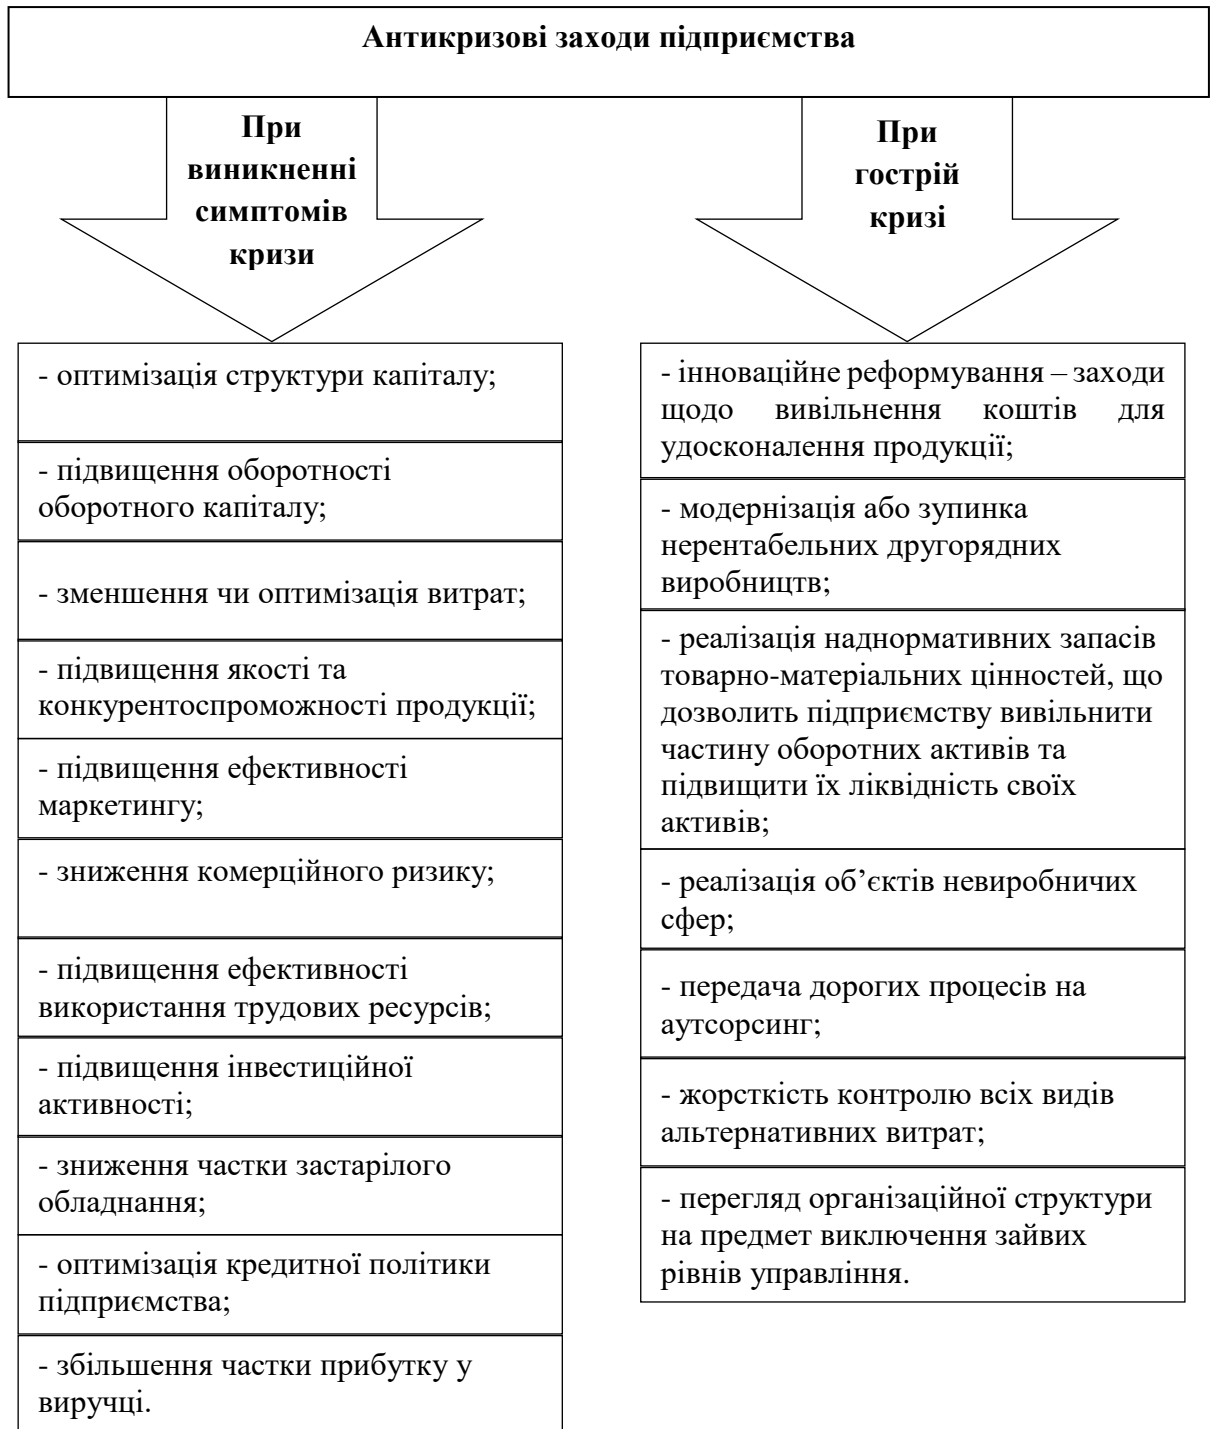 Антикризові заходи підприємства
При
виникненні
симптомів
кризи
- оптимізація структури капіталу;
- підвищення оборотності
оборотного капіталу;
- зменшення чи оптимізація витрат;
- підвищення якості та
конкурентоспроможності продукції;
- підвищення ефективності
маркетингу;
- зниження комерційного ризику;
- підвищення ефективності
використання трудових ресурсів;
- підвищення інвестиційної
активності;
- зниження частки застарілого
обладнання;
- оптимізація кредитної політики
підприємства;
- збільшення частки прибутку у
виручці.
При
гострій
кризі
- інноваційне реформування – заходи
щодо вивільнення коштів для
удосконалення продукції;
- модернізація або зупинка
нерентабельних другорядних
виробництв;
- реалізація наднормативних запасів
товарно-матеріальних цінностей, що
дозволить підприємству вивільнити
частину оборотних активів та
підвищити їх ліквідність своїх
активів;
- реалізація об’єктів невиробничих
сфер;
- передача дорогих процесів на
аутсорсинг;
- жорсткість контролю всіх видів
альтернативних витрат;
- перегляд організаційної структури
на предмет виключення зайвих
рівнів управління.